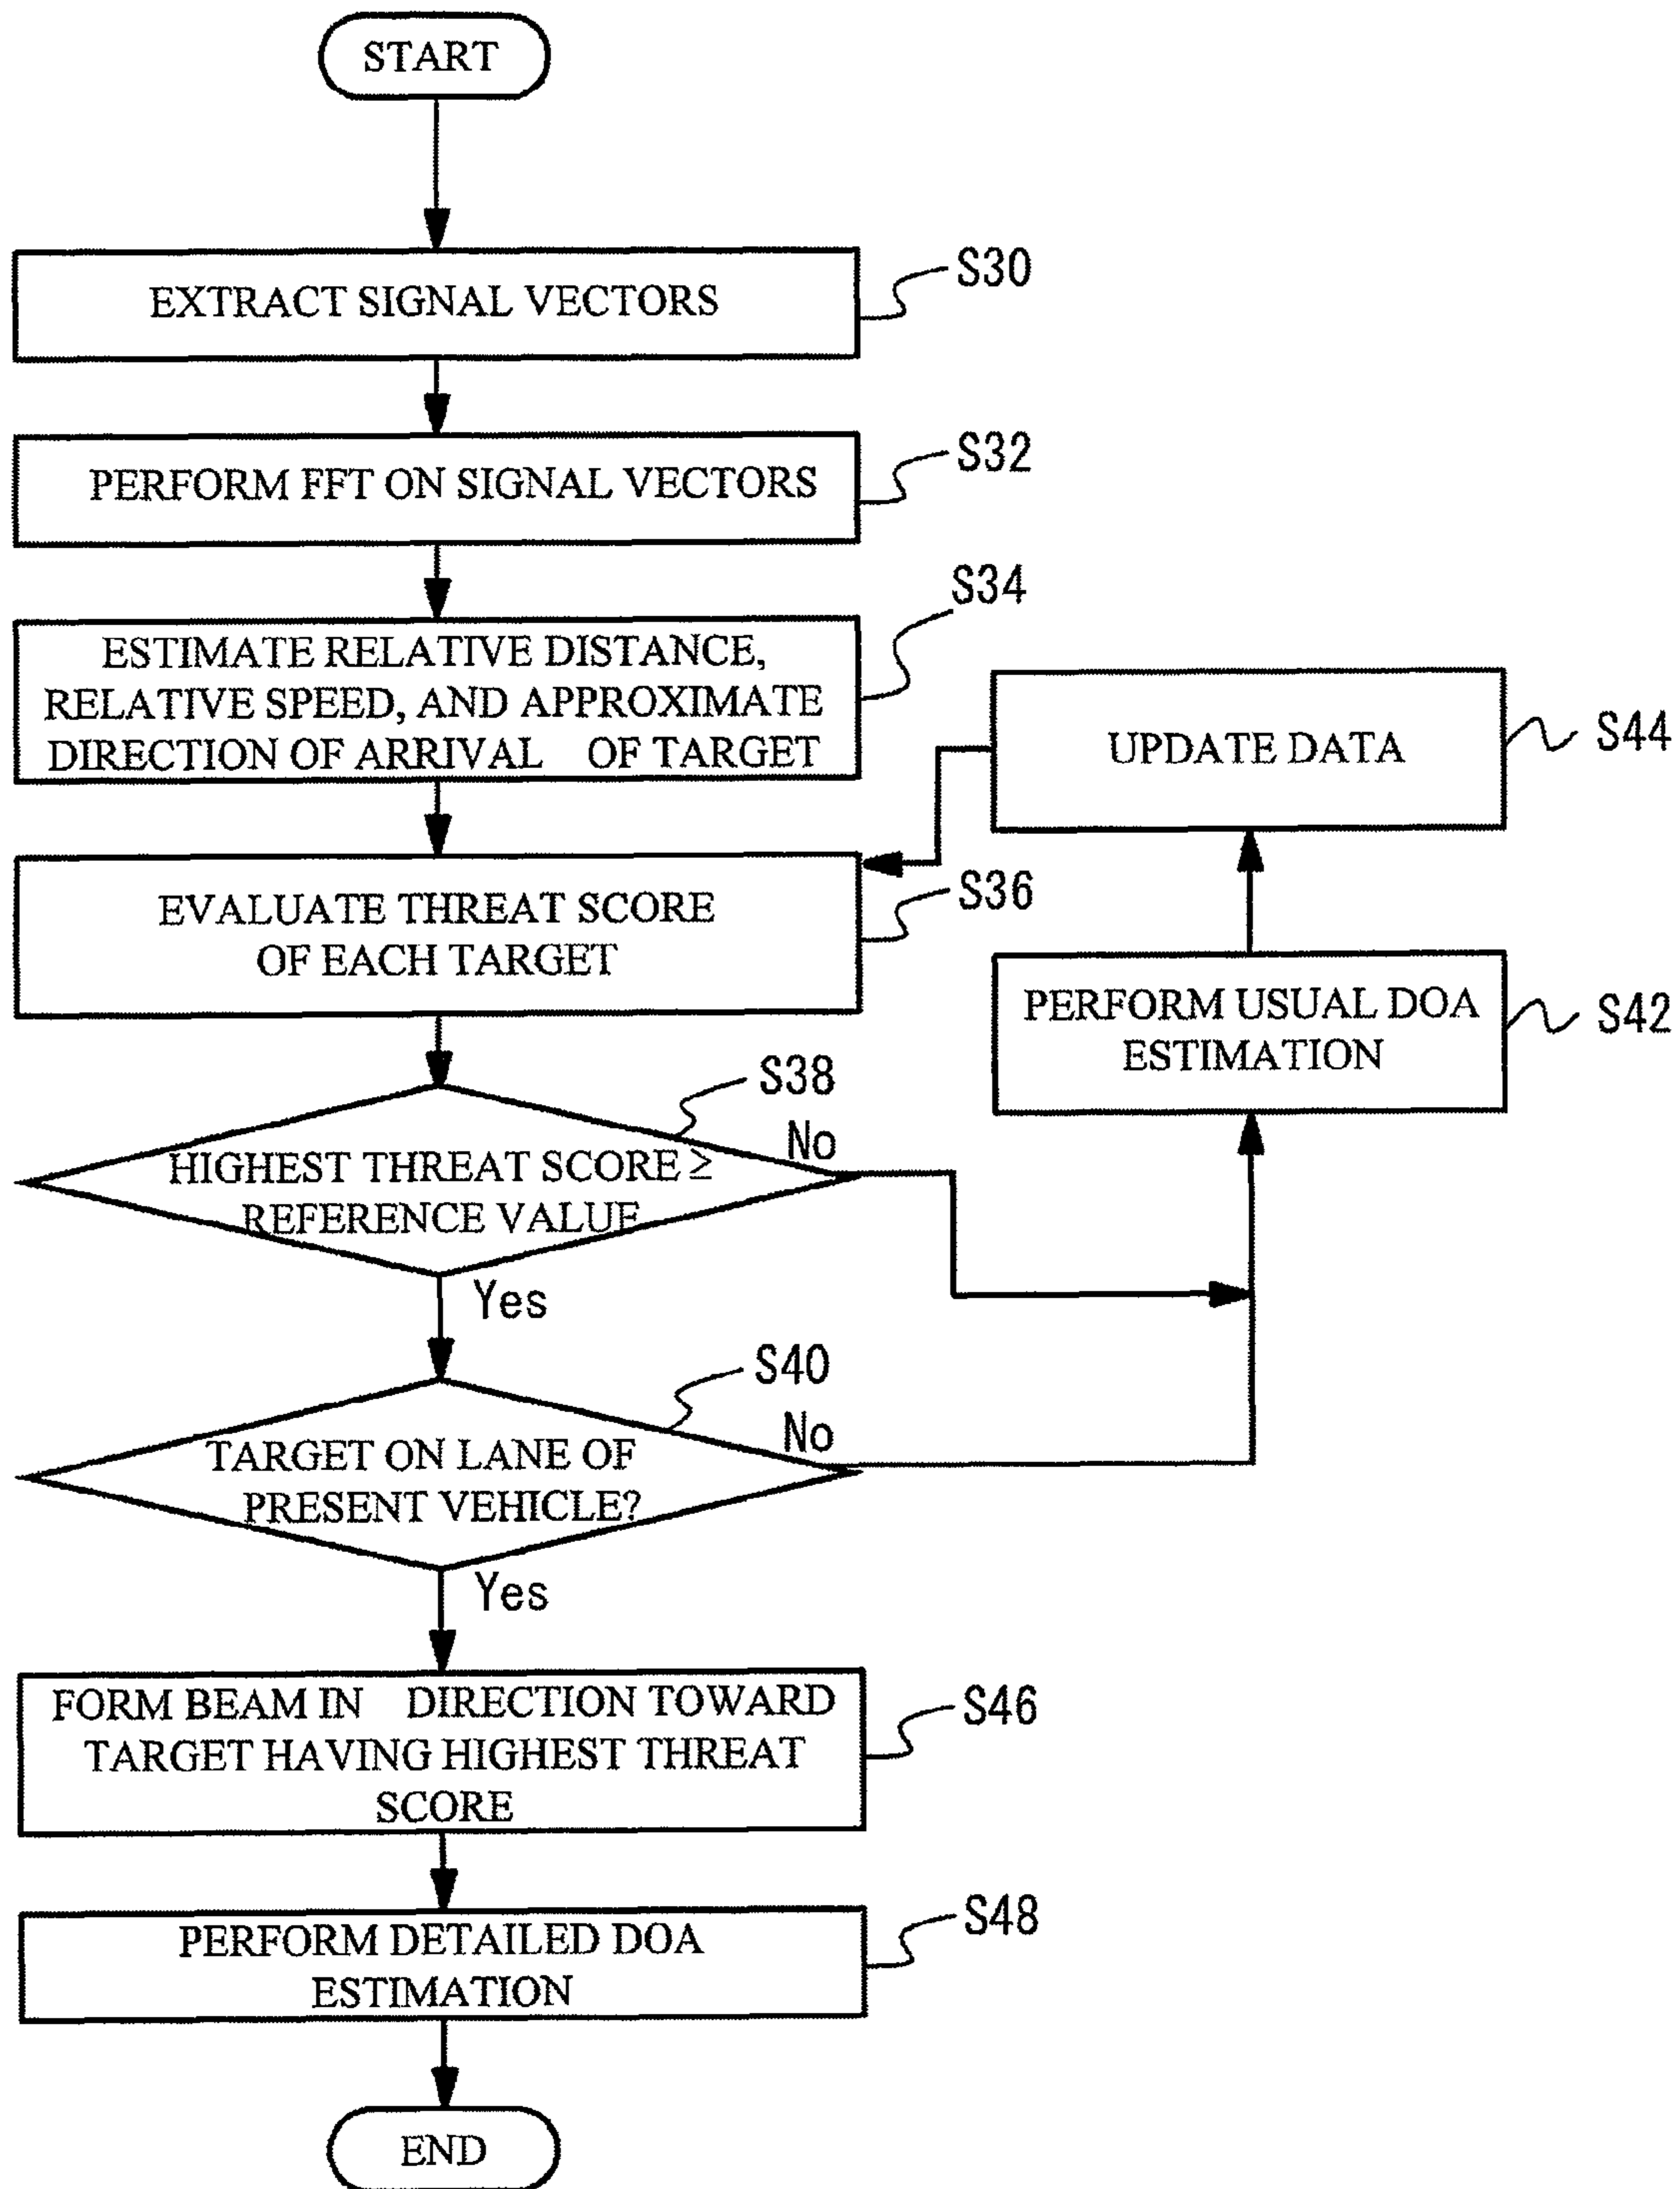 START
EXTRACT SIGNAL VECTORS
S30
PERFORM FFT ON SIGNAL VECTORS
S32
ESTIMATE RELATIVE DISTANCE,
RELATIVE SPEED, AND APPROXIMATE
DIRECTION OF ARRIVAL OF TARGET
S34
UPDATE DATA
S44
EVALUATE THREAT SCORE
OF EACH TARGET
S36
PERFORM USUAL DOA
ESTIMATION
S42
S38
HIGHEST THREAT SCORE ≥
REFERENCE VALUE
No
Yes
S40
TARGET ON LANE OF
PRESENT VEHICLE?
No
Yes
FORM BEAM IN DIRECTION TOWARD
TARGET HAVING HIGHEST THREAT
SCORE
S46
PERFORM DETAILED DOA
ESTIMATION
S48
END